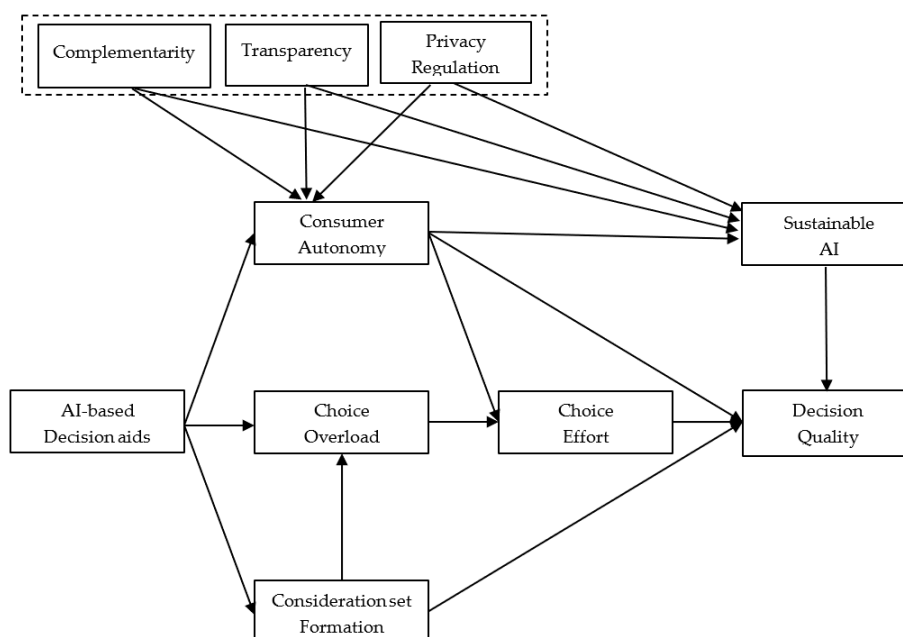 Complementarity
Transparency
Privacy
Regulation
Consumer
Autonomy
Sustainable
AI
AI-based
Decision aids
Choice
Overload
Choice
Effort
Decision
Quality
Consideration set
Formation